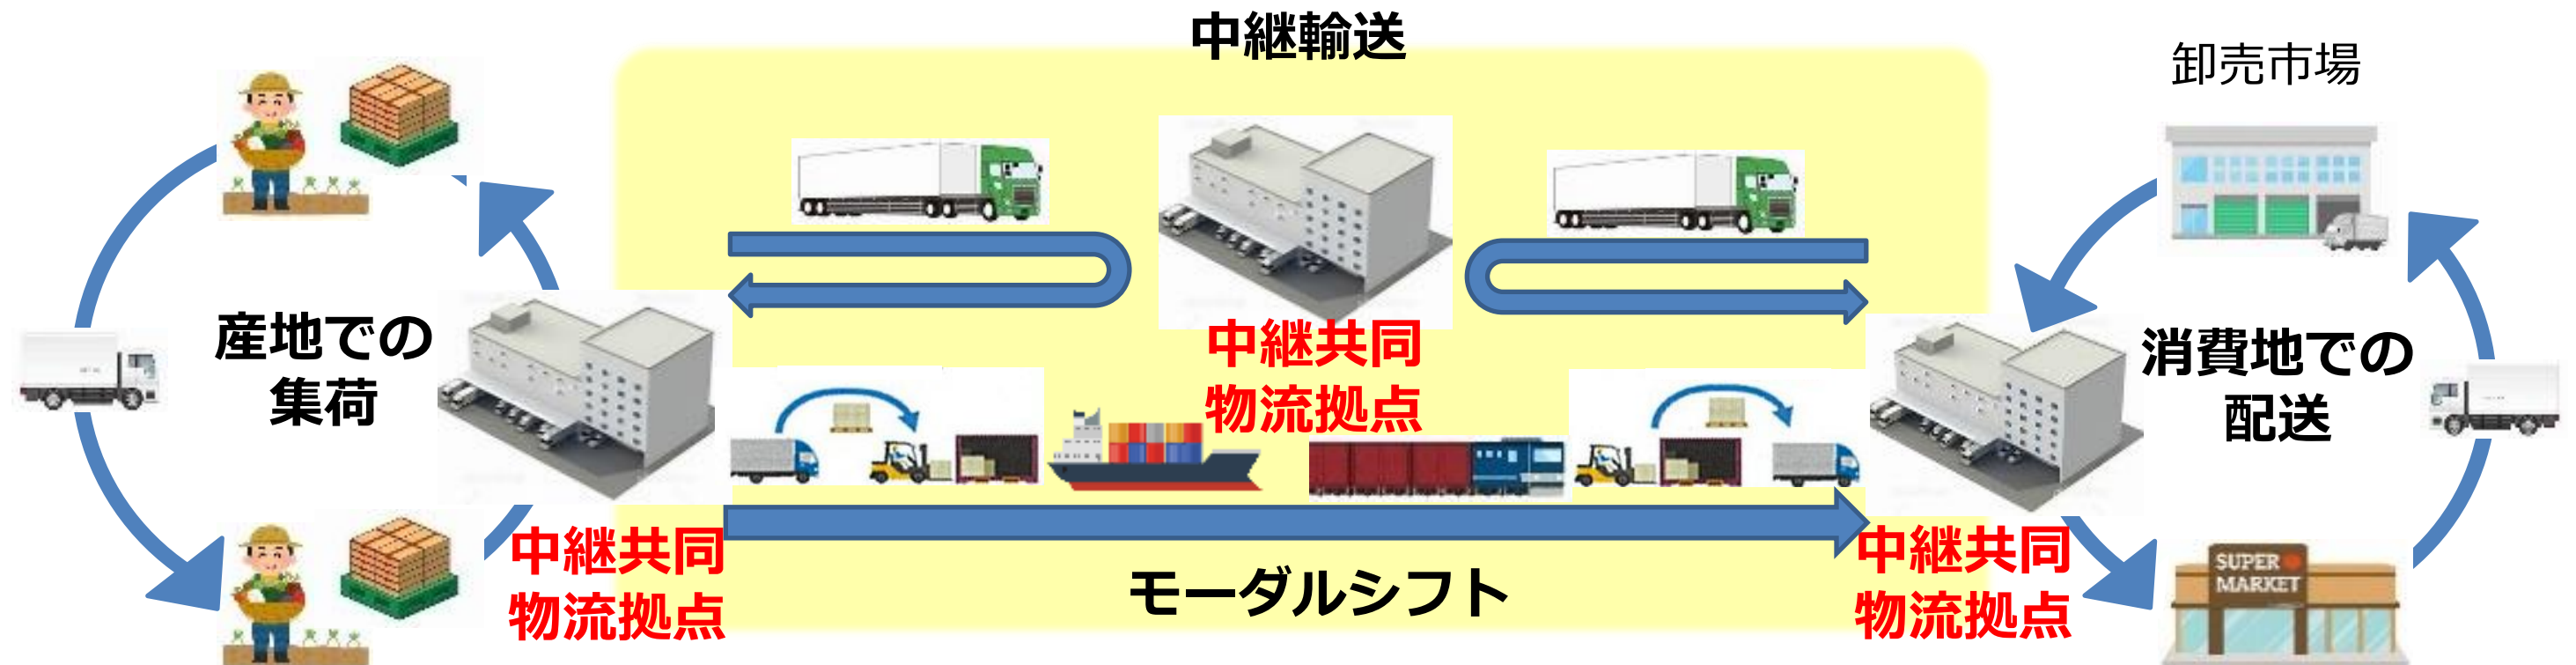 中継輸送
卸売市場
産地での
集荷
中継共同
物流拠点
消費地での
配送
中継共同
物流拠点
モーダルシフト
中継共同
物流拠点
SUPER
MARKET